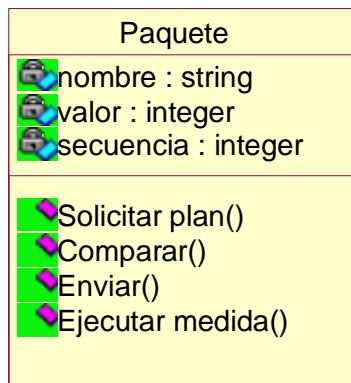 Paquete
nombre : string
valor : integer
secuencia : integer
Solicitar plan()
Comparar()
Enviar()
Ejecutar medida()